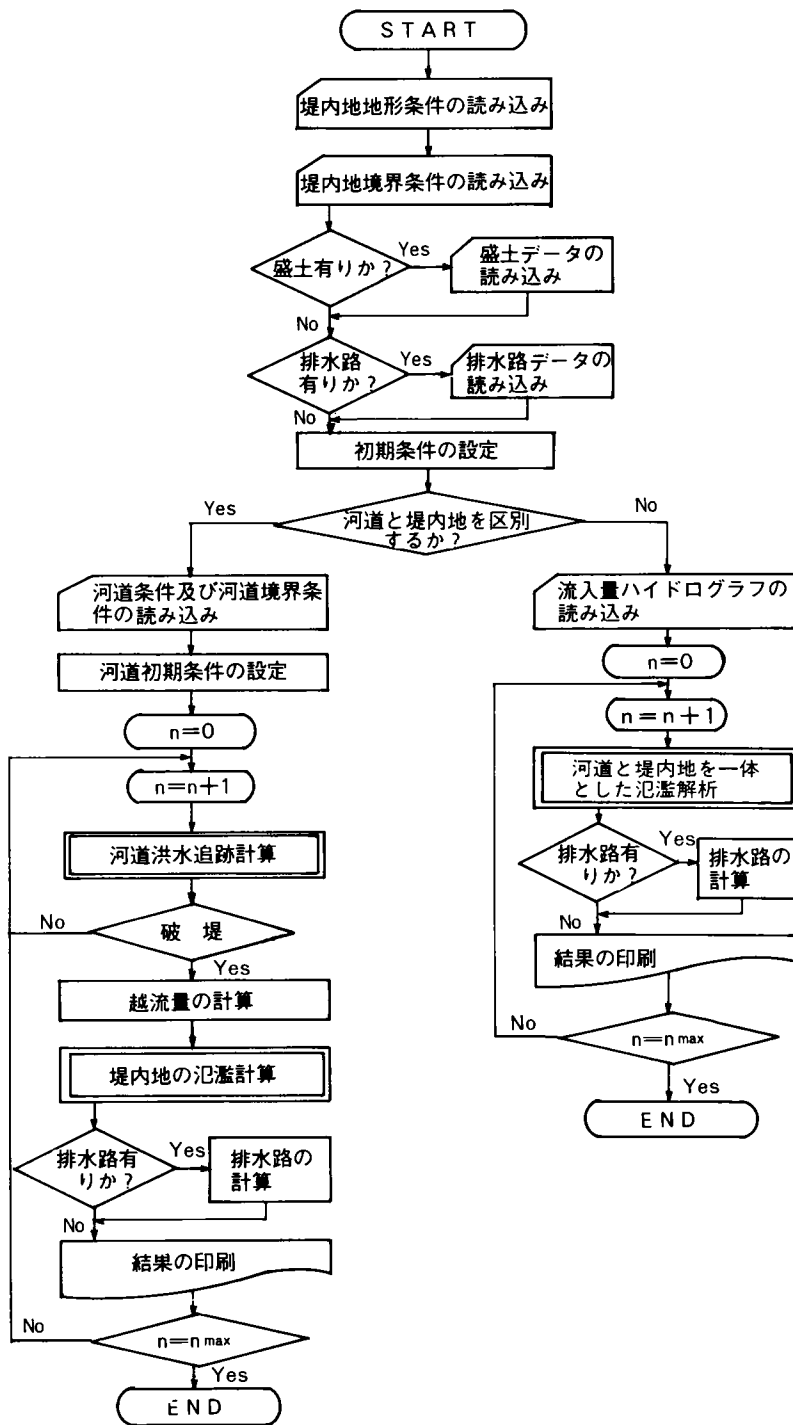 START
堤内地地形条件の読み込み
堤内地境界条件の読み込み
盛土有りか?
Yes
盛土データの
読み込み
No
排水路
有りか?
Yes
排水路データの
読み込み
No
初期条件の設定
河道と堤内地を区別
するか?
Yes
No
河道条件及び河道境界条
件の読み込み
河道初期条件の設定
n=0
n=n+1
河道洪水追跡計算
破 堤
No
Yes
越流量の計算
堤内地の氾濫計算
排水路有
りか?
Yes
排水路の
計算
No
結果の印刷
n=nmax
No
Yes
END
流入量ハイドログラフの
読み込み
n=0
n=n+1
河道と堤内地を一体
とした氾濫解析
排水路有
りか?
Yes
排水路の
計算
No
結果の印刷
n=nmax
No
Yes
END